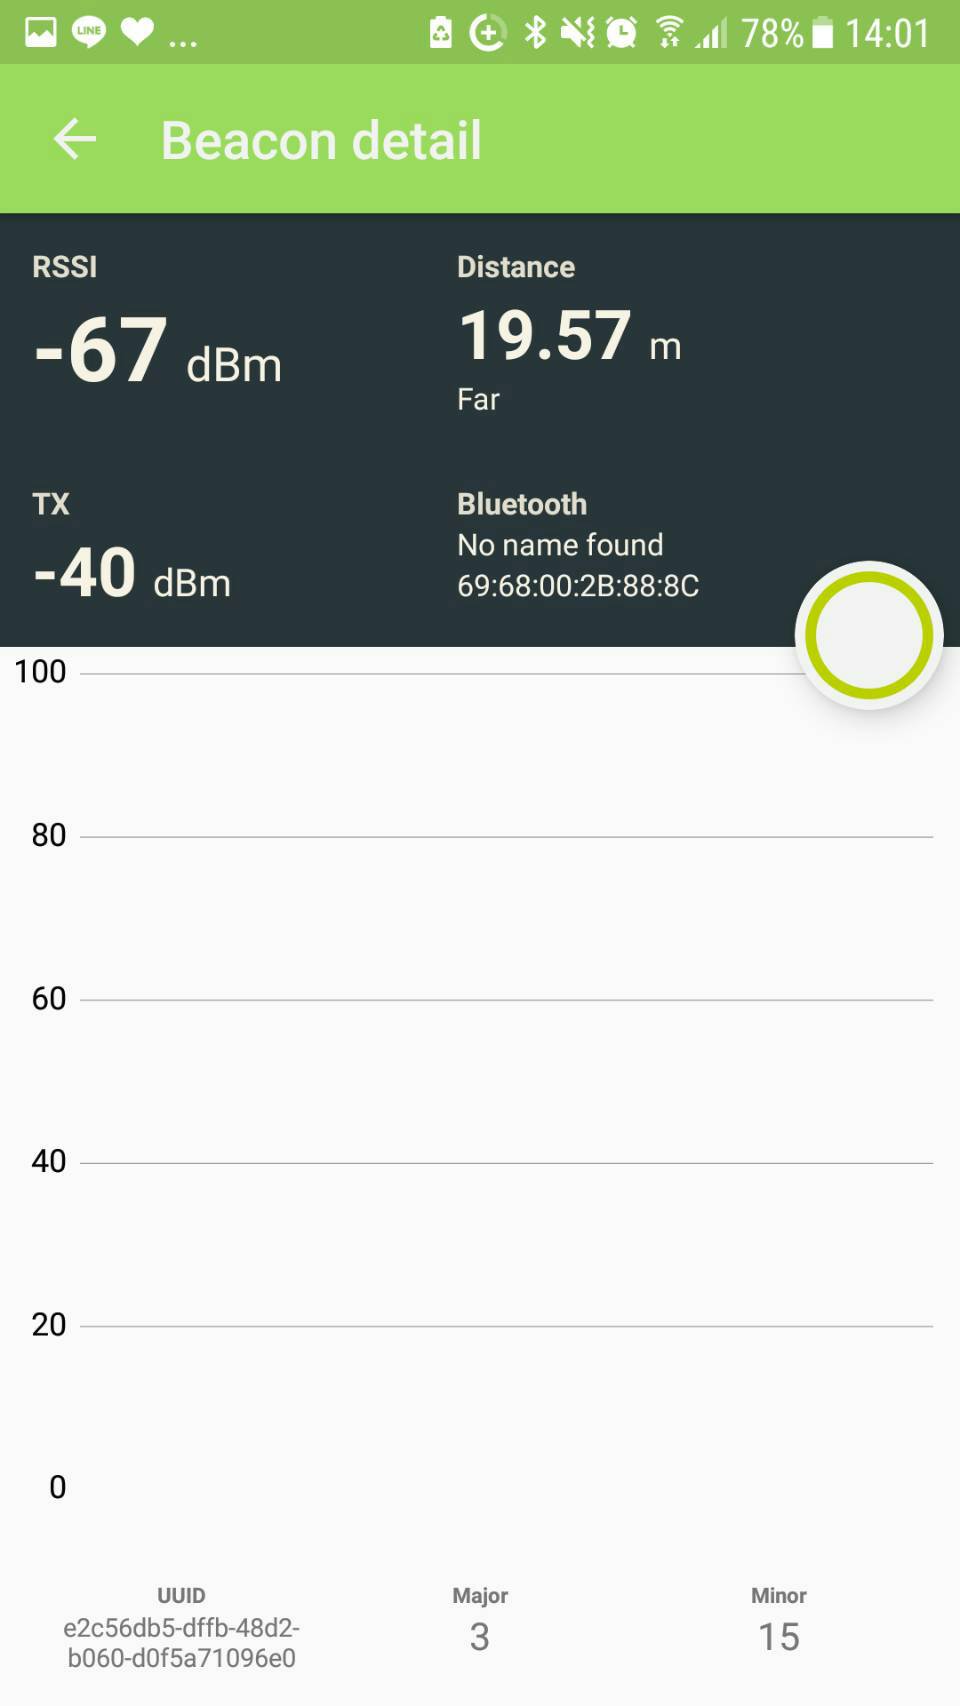 LINE
... 78% 14:01
Beacon detail
RSSI
-67 dBm
Distance
19.57 m
Far
TX
-40 dBm
Bluetooth
No name found
69:68:00:2B:88:8C
100
80
60
40
20
0
UUID
e2c56db5-dffb-48d2-
b060-d0f5a71096e0
Major
3
Minor
15